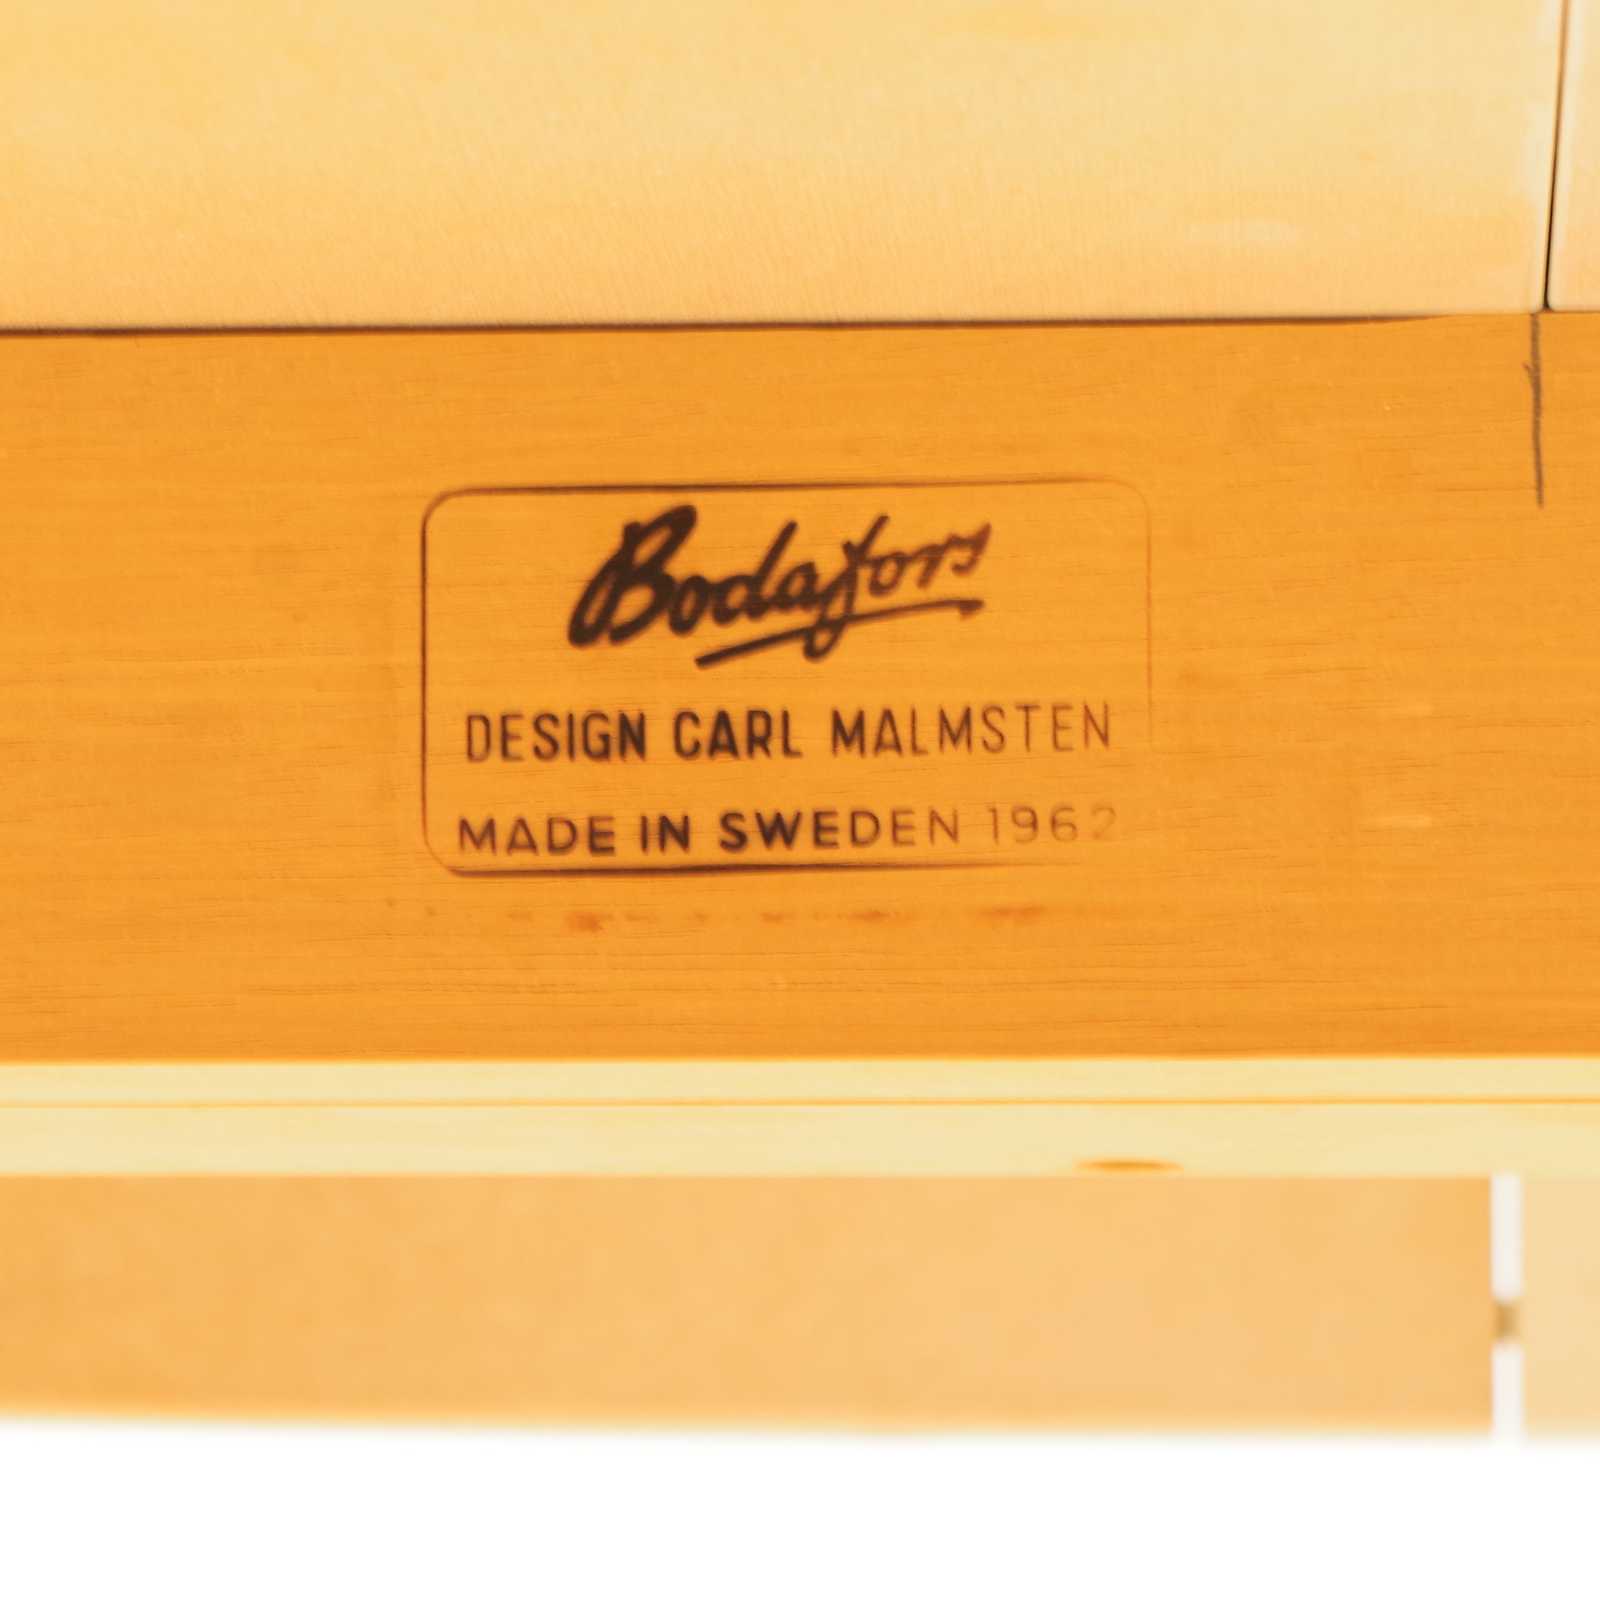 Bodafors
DESIGN CARL MALMSTEN
MADE IN SWEDEN 1962